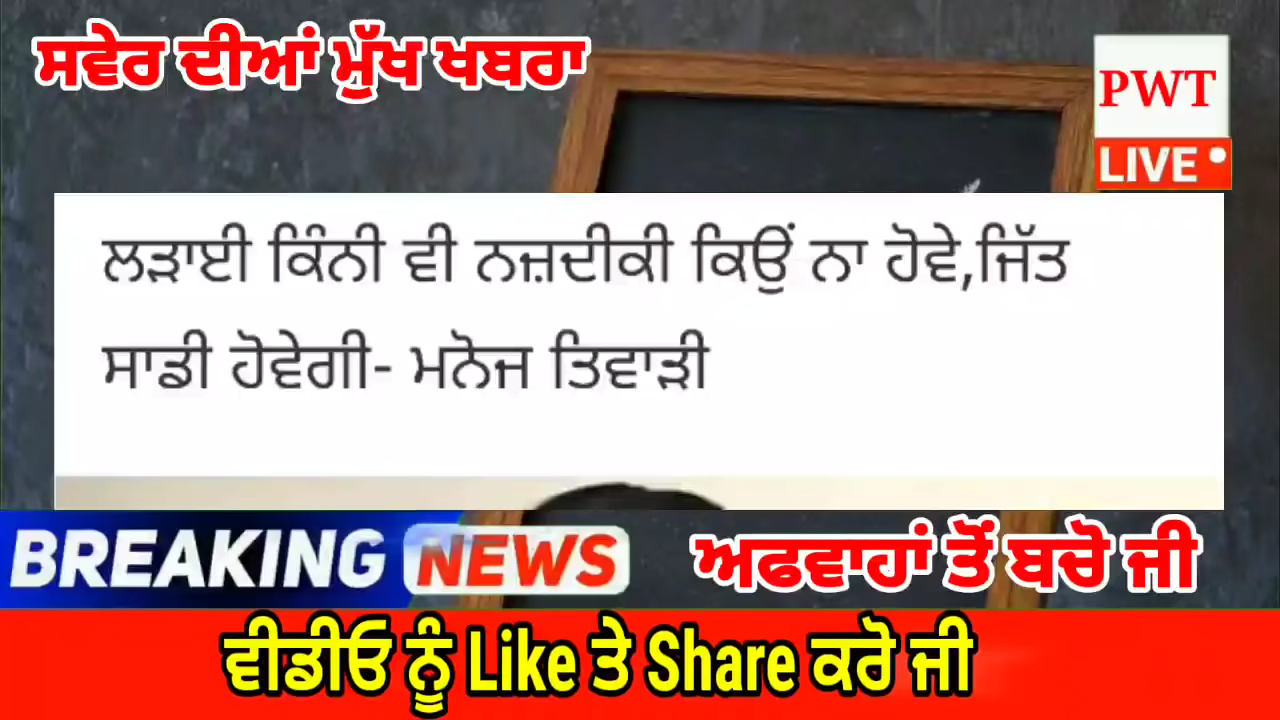 ਸਵੇਰ ਦੀਆਂ ਮੁੱਖ ਖਬਰਾ
PWT
LIVE
ਲੜਾਈ ਕਿੰਨੀ ਵੀ ਨਜ਼ਦੀਕੀ ਕਿਉਂ ਨਾ ਹੋਵੇ,ਜਿੱਤ
ਸਾਡੀ ਹੋਵੇਗੀ- ਮਨੋਜ ਤਿਵਾੜੀ
BREAKING NEWS
ਅਫਵਾਹਾਂ ਤੋਂ ਬਚੋ ਜੀ
ਵੀਡੀਓ ਨੂੰ Like ਤੇ Share ਕਰੋ ਜੀ